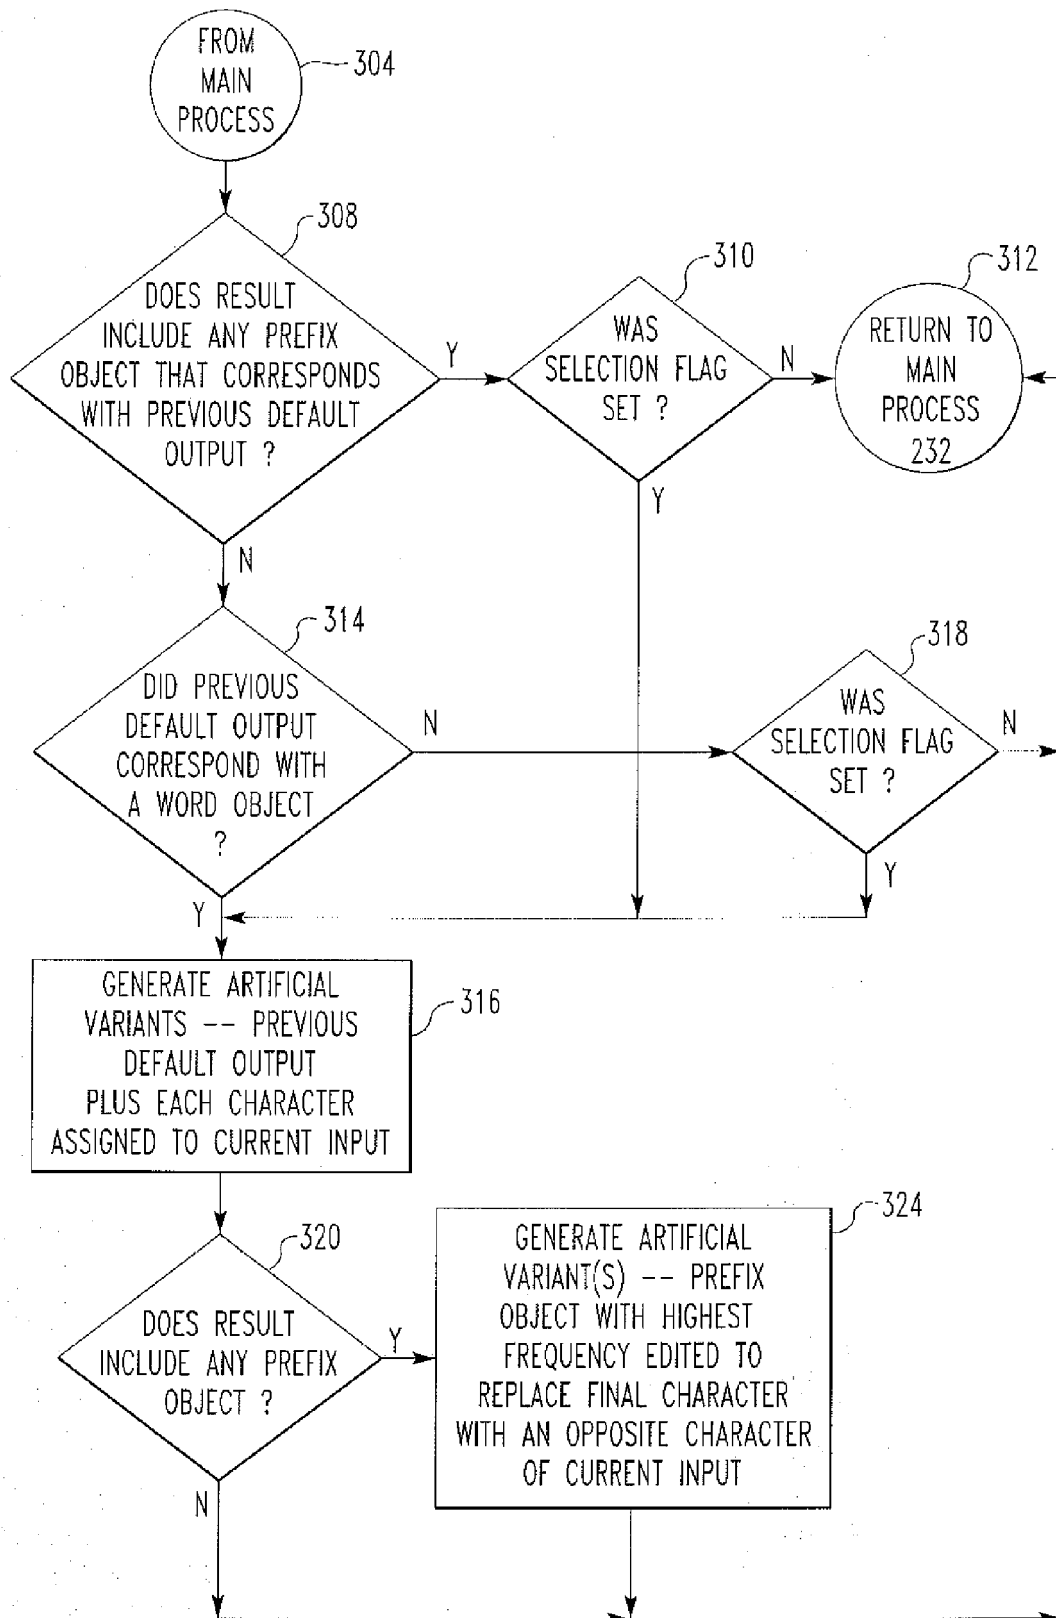 FROM
MAIN
PROCESS
304
308
DOES RESULT
INCLUDE ANY PREFIX
OBJECT THAT CORRESPONDS
WITH PREVIOUS DEFAULT
OUTPUT ?
Y
N
310
WAS
SELECTION FLAG
SET ?
N
Y
312
RETURN TO
MAIN
PROCESS
232
314
DID PREVIOUS
DEFAULT OUTPUT
CORRESPOND WITH
A WORD OBJECT
?
N
Y
318
WAS
SELECTION FLAG
SET ?
N
Y
316
GENERATE ARTIFICIAL
VARIANTS -- PREVIOUS
DEFAULT OUTPUT
PLUS EACH CHARACTER
ASSIGNED TO CURRENT INPUT
320
DOES RESULT
INCLUDE ANY PREFIX
OBJECT ?
Y
N
324
GENERATE ARTIFICIAL
VARIANT(S) -- PREFIX
OBJECT WITH HIGHEST
FREQUENCY EDITED TO
REPLACE FINAL CHARACTER
WITH AN OPPOSITE CHARACTER
OF CURRENT INPUT